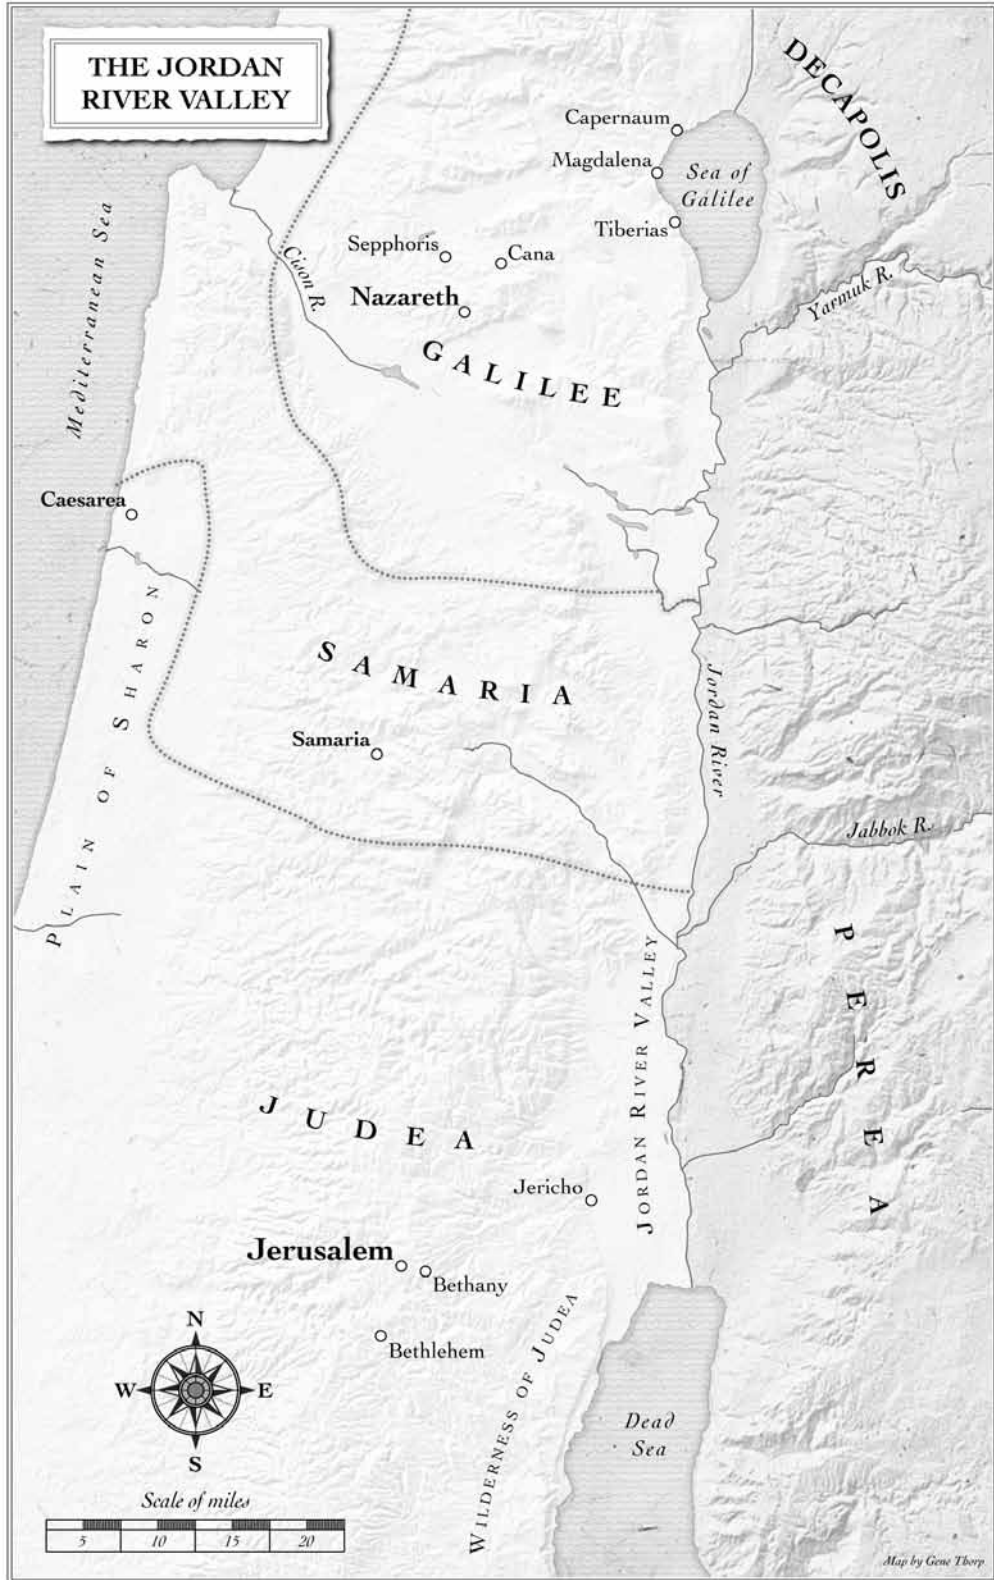 THE JORDAN
RIVER VALLEY
DECAPOLIS
Capernaum
Magdalena
Sea of
Galilee
Tiberias
Mediterranean Sea
Sepphoris
Cana
Cison R.
Nazareth
Yarmuk R.
GALILEE
Caesarea
PLAIN OF SHARON
SAMARIA
Jordan River
Samaria
Jabbok R.
PEREA
JORDAN RIVER VALLEY
JUDEA
Jericho
Jerusalem
Bethany
Bethlehem
WILDERNESS OF JUDEA
N
W
E
S
Dead
Sea
Scale of miles
5 10 15 20
Map by Gene Thorp